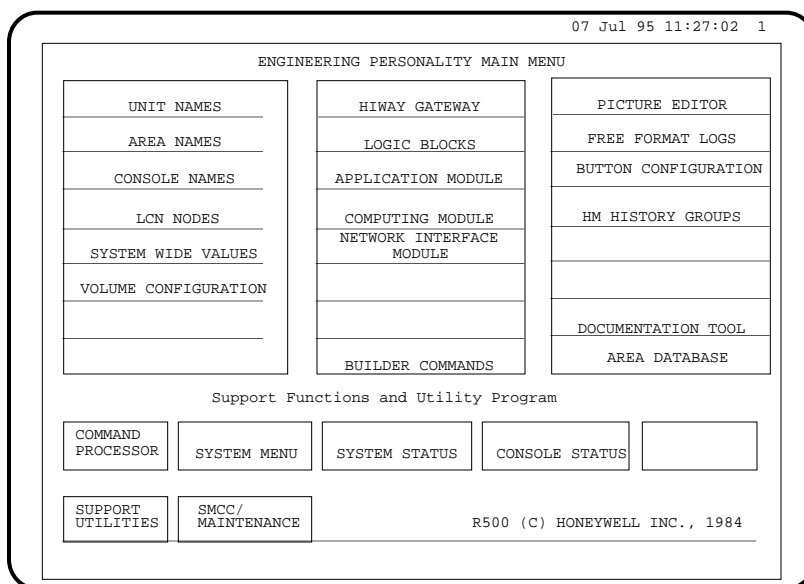 07 Jul 95 11:27:02 1
ENGINEERING PERSONALITY MAIN MENU
UNIT NAMES
AREA NAMES
CONSOLE NAMES
LCN NODES
SYSTEM WIDE VALUES
VOLUME CONFIGURATION
HIWAY GATEWAY
LOGIC BLOCKS
APPLICATION MODULE
COMPUTING MODULE
NETWORK INTERFACE
MODULE
BUILDER COMMANDS
PICTURE EDITOR
FREE FORMAT LOGS
BUTTON CONFIGURATION
HM HISTORY GROUPS
DOCUMENTATION TOOL
AREA DATABASE
Support Functions and Utility Program
COMMAND
PROCESSOR
SYSTEM MENU
SYSTEM STATUS
CONSOLE STATUS
SUPPORT
UTILITIES
SMCC/
MAINTENANCE
R500 (C) HONEYWELL INC., 1984